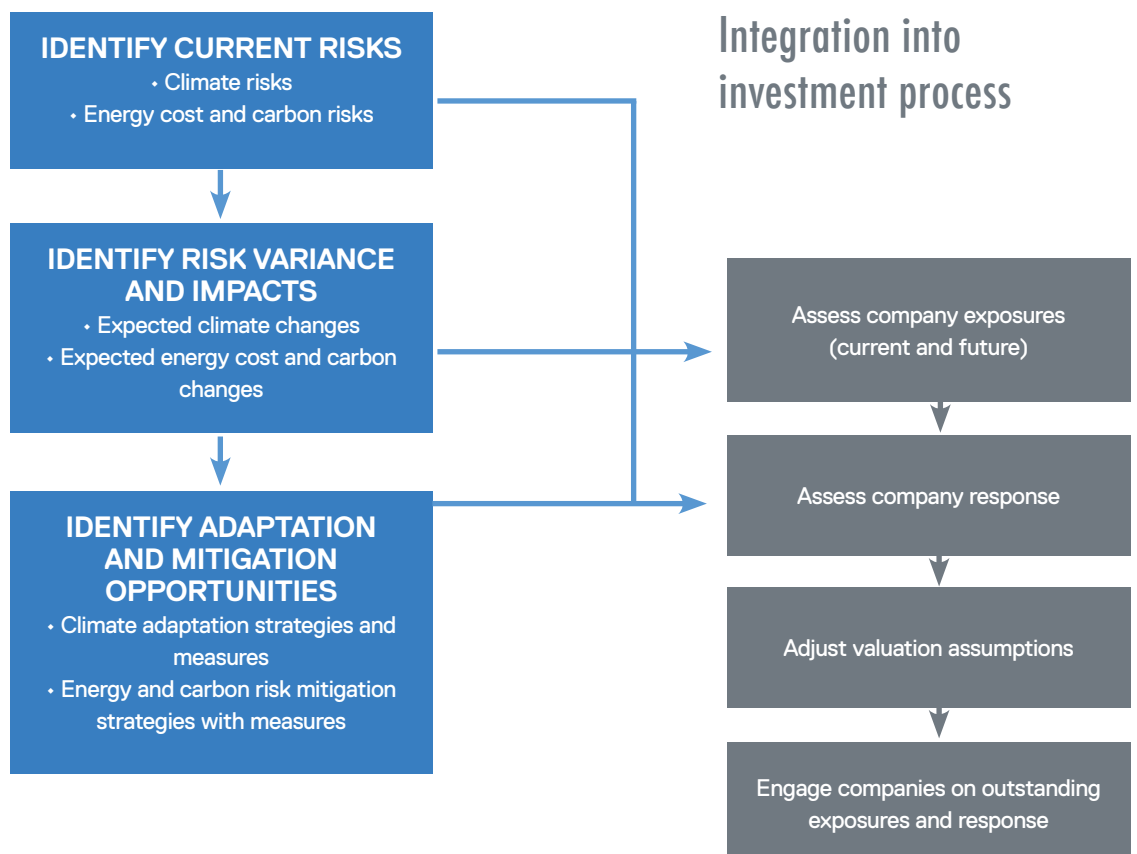 IDENTIFY CURRENT RISKS
• Climate risks
• Energy cost and carbon risks
IDENTIFY RISK VARIANCE
AND IMPACTS
• Expected climate changes
• Expected energy cost and carbon
changes
IDENTIFY ADAPTATION
AND MITIGATION
OPPORTUNITIES
• Climate adaptation strategies and
measures
• Energy and carbon risk mitigation
strategies with measures
Integration into
investment process
Assess company exposures
(current and future)
Assess company response
Adjust valuation assumptions
Engage companies on outstanding
exposures and response